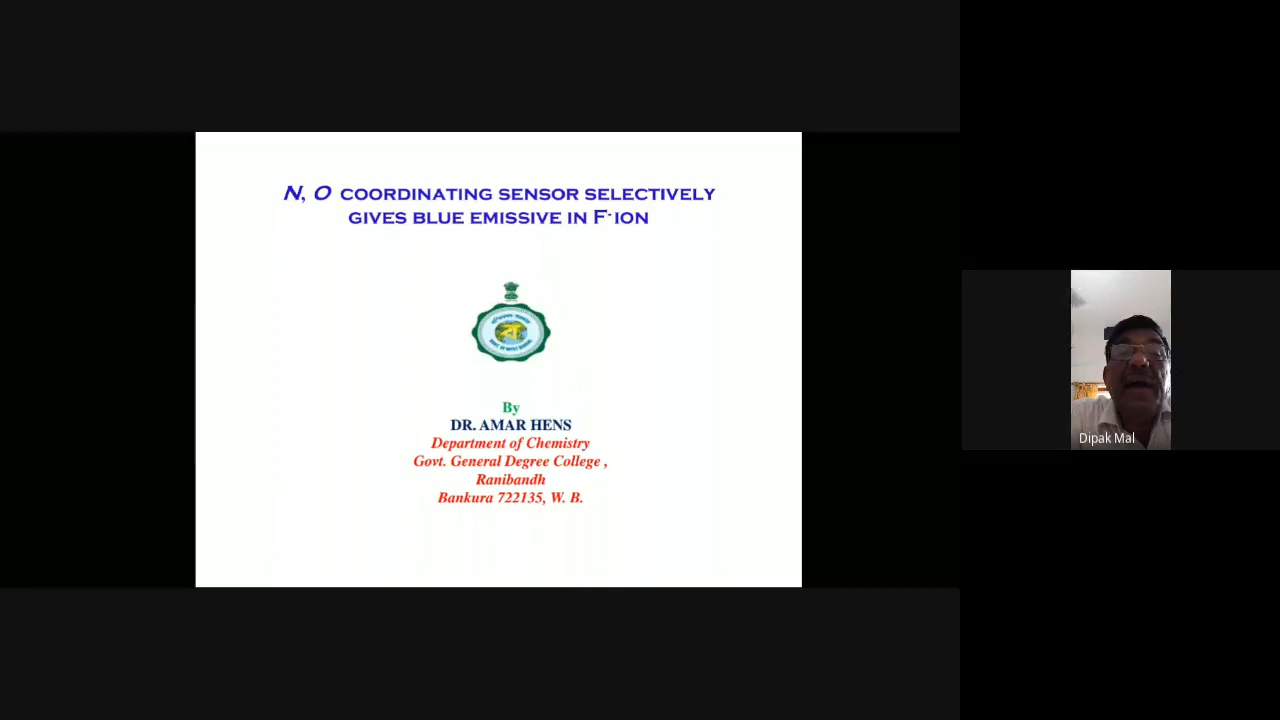 N, O COORDINATING SENSOR SELECTIVELY
GIVES BLUE EMISSIVE IN F- ION
By
DR. AMAR HENS
Department of Chemistry
Govt. General Degree College ,
Ranibandh
Bankura 722135, W. B.
Dipak Mal